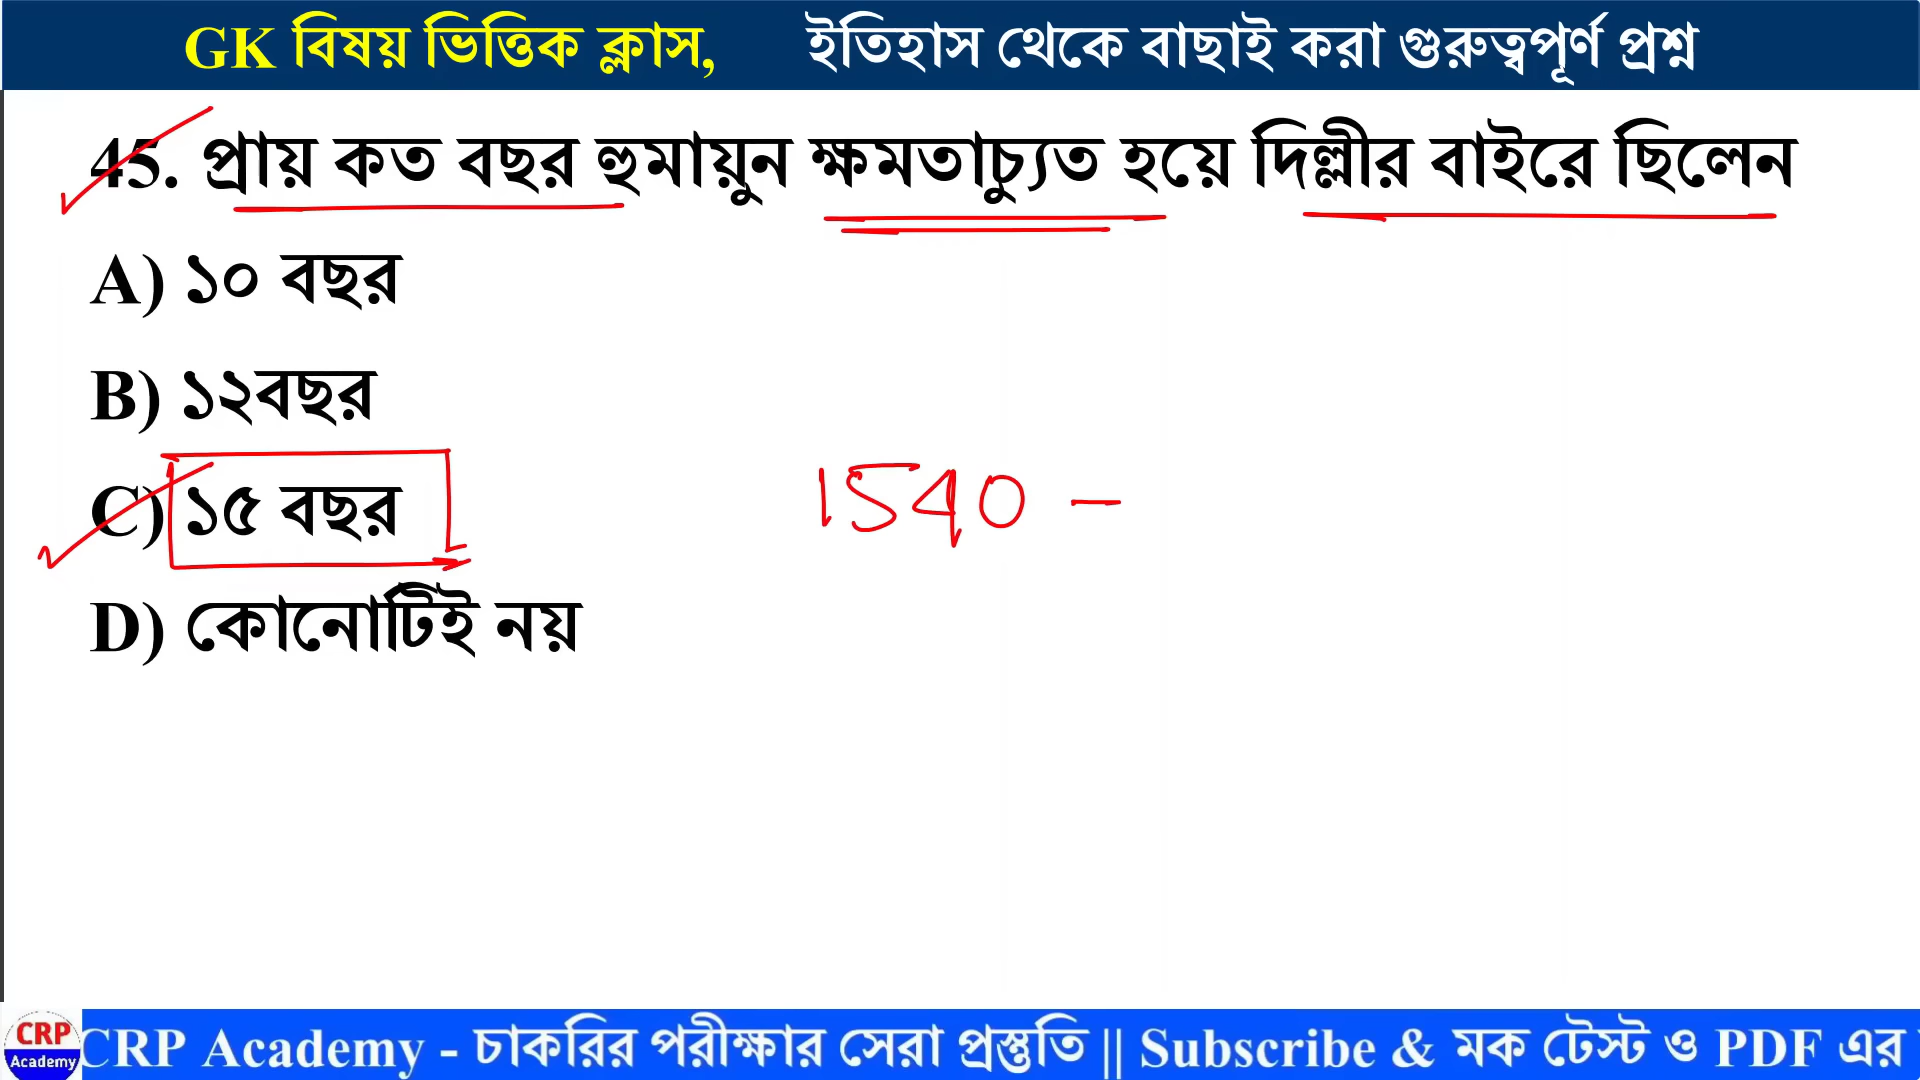 GK বিষয় ভিত্তিক ক্লাস, ইতিহাস থেকে বাছাই করা গুরুত্বপূর্ণ প্রশ্ন
45. প্রায় কত বছর হুমায়ুন ক্ষমতাচ্যুত হয়ে দিল্লীর বাইরে ছিলেন
A) ১০ বছর
B) ১২বছর
C) ১৫ বছর
1540 –
D) কোনোটিই নয়
CRP Academy
CRP Academy - চাকরির পরীক্ষার সেরা প্রস্তুতি || Subscribe & মক টেস্ট ও PDF এর